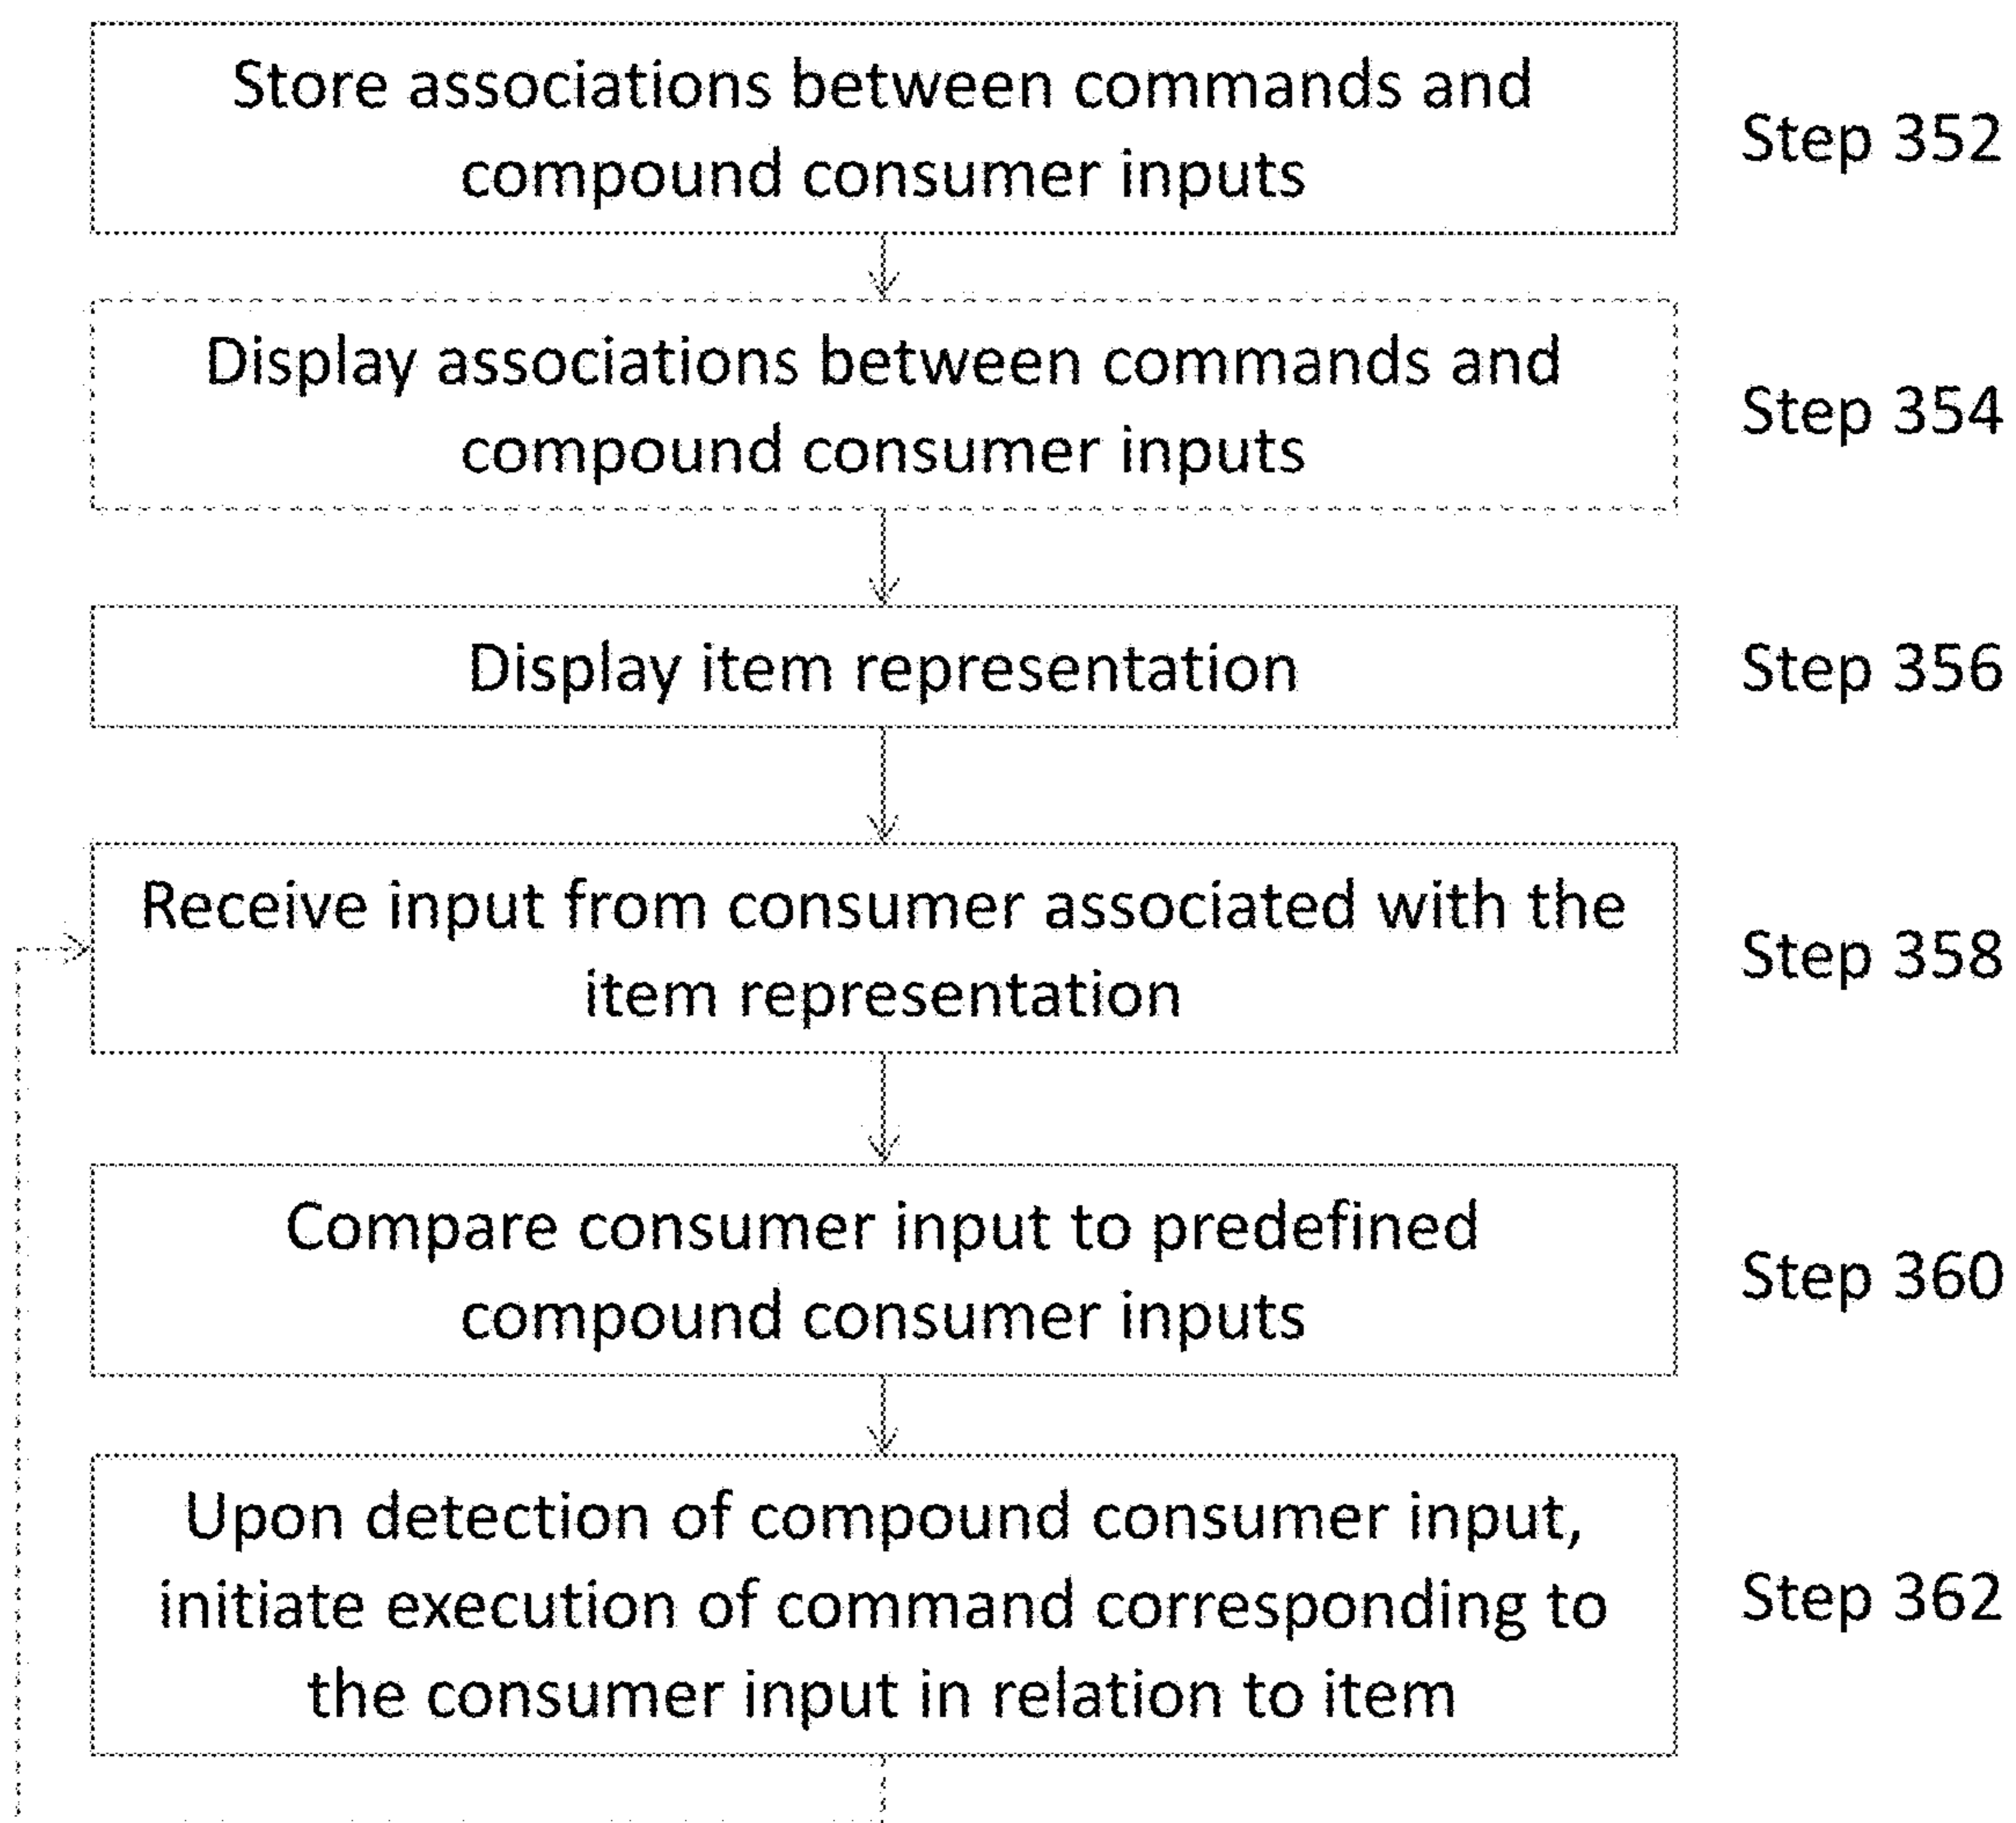 Store associations between commands and
compound consumer inputs
Step 352
Display associations between commands and
compound consumer inputs
Step 354
Display item representation
Step 356
Receive input from consumer associated with the
item representation
Step 358
Compare consumer input to predefined
compound consumer inputs
Step 360
Upon detection of compound consumer input,
initiate execution of command corresponding to
the consumer input in relation to item
Step 362